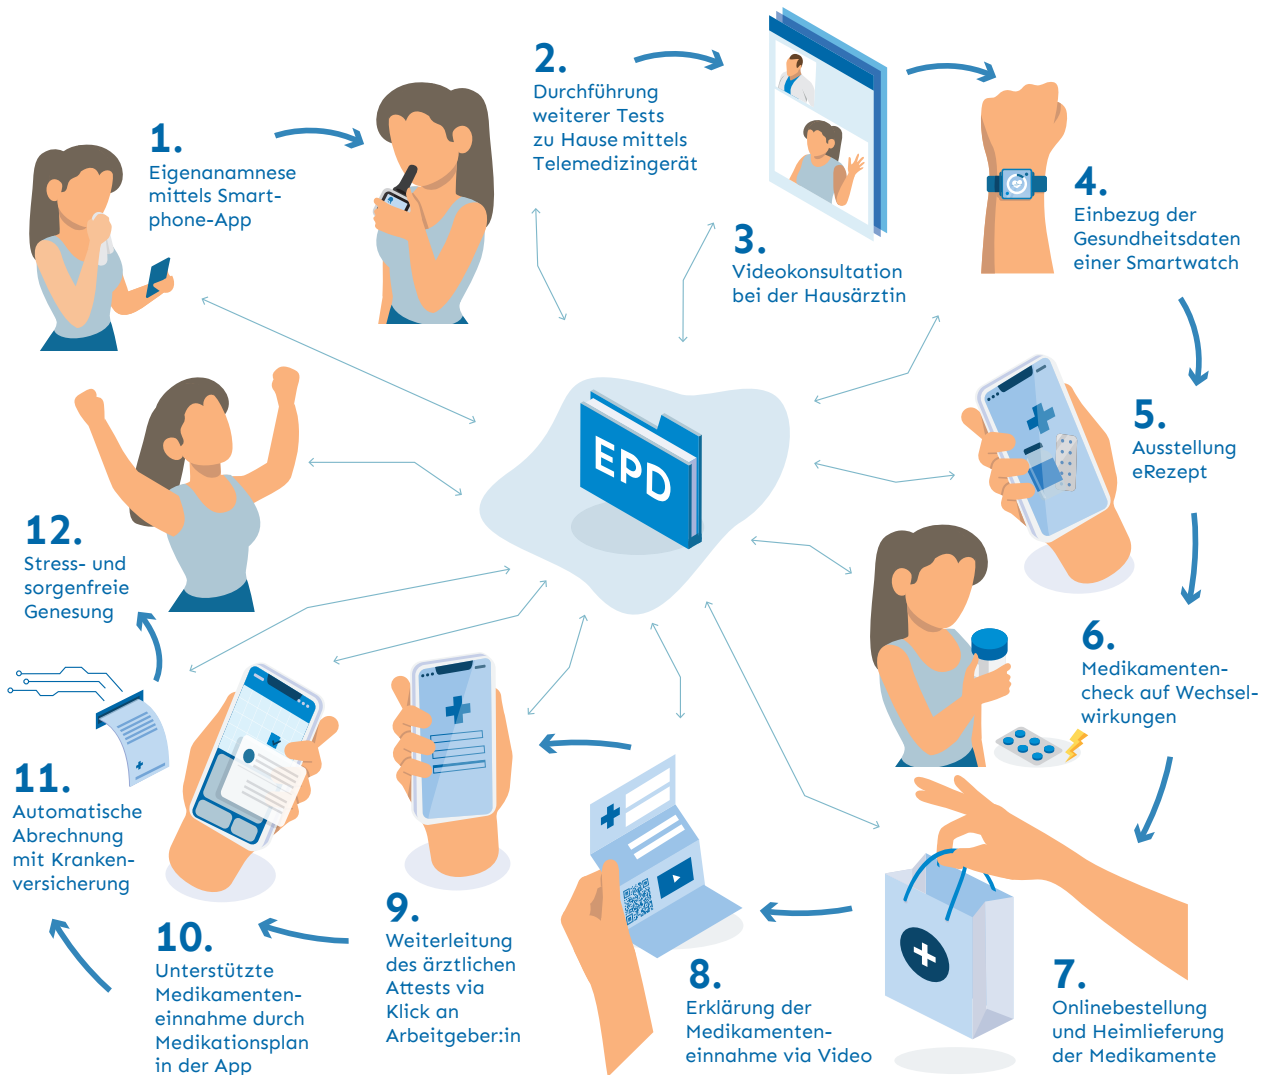 1.
Eigenanamnese
mittels Smart-
phone-App
2.
Durchführung
weiterer Tests
zu Hause mittels
Telemedizingerät
3.
Videokonsultation
bei der Hausärztin
4.
Einbezug der
Gesundheitsdaten
einer Smartwatch
5.
Ausstellung
eRezept
6.
Medikamenten-
check auf Wechsel-
wirkungen
7.
Onlinebestellung
und Heimlieferung
der Medikamente
8.
Erklärung der
Medikamenten-
einnahme via Video
9.
Weiterleitung
des ärztlichen
Attests via
Klick an
Arbeitgeber:in
10.
Unterstützte
Medikamenten-
einnahme durch
Medikationsplan
in der App
11.
Automatische
Abrechnung
mit Kranken-
versicherung
12.
Stress- und
sorgenfreie
Genesung
EPD